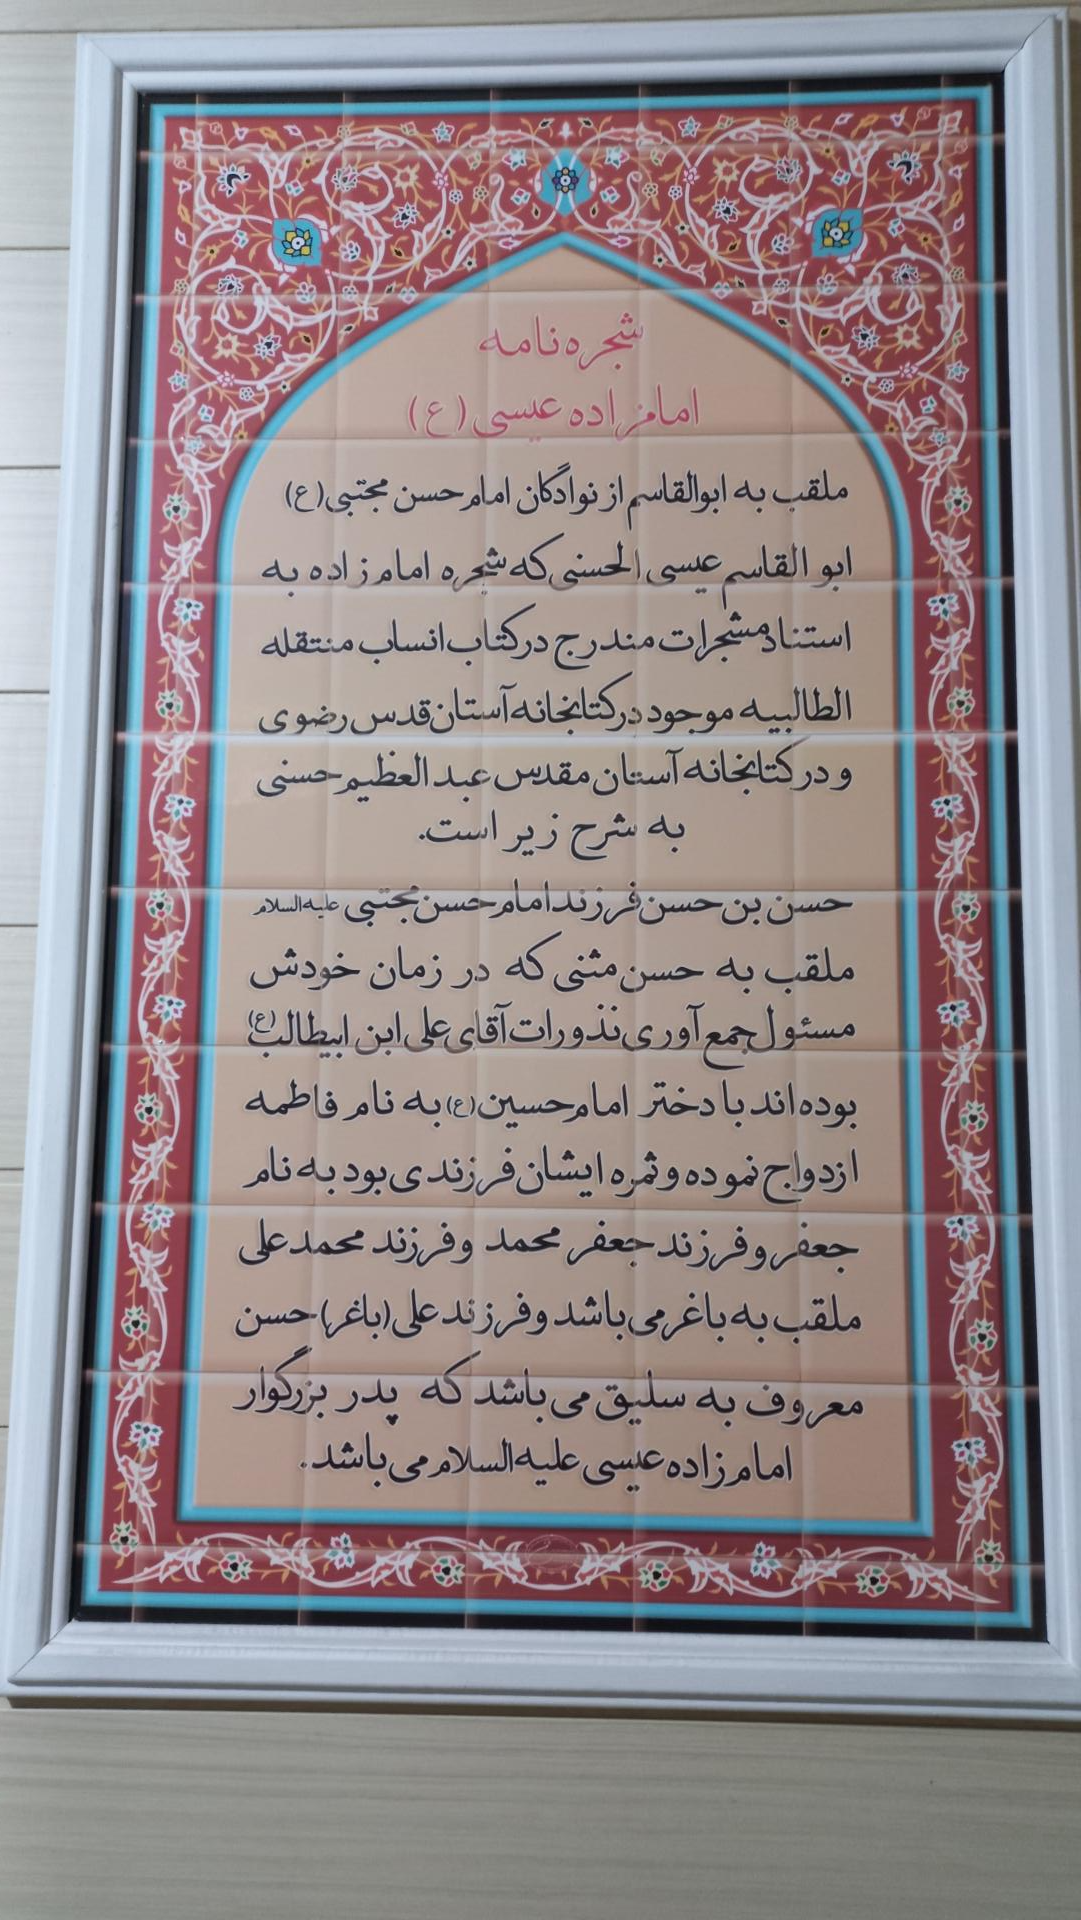 شجره نامه
امامزاده عیسی (ع)
ملقب به ابوالقاسم از نوادگان امام حسن مجتبی (ع)
ابو القاسم عیسی الحسنی که شجره امام زاده به
استناد مشجرات مندرج در کتاب انساب منتقله
الطالبیه موجود در کتابخانه آستان قدس رضوی
و در کتابخانه آستان مقدس عبد العظیم حسنی
به شرح زیر است.
حسن بن حسن فرزند امام حسن مجتبی علیه السلام
ملقب به حسن مثنی که در زمان خودش
مسئول جمع آوری نذورات آقای علی ابن ابیطالب (ع)
بوده اند با دختر امام حسین (ع) به نام فاطمه
ازدواج نموده و ثمره ایشان فرزندی بود به نام
جعفر و فرزند جعفر محمد و فرزند محمد علی
ملقب به باغر می باشد و فرزند علی (باغر) حسن
معروف به سلیق می باشد که پدر بزرگوار
امام زاده عیسی علیه السلام می باشد.